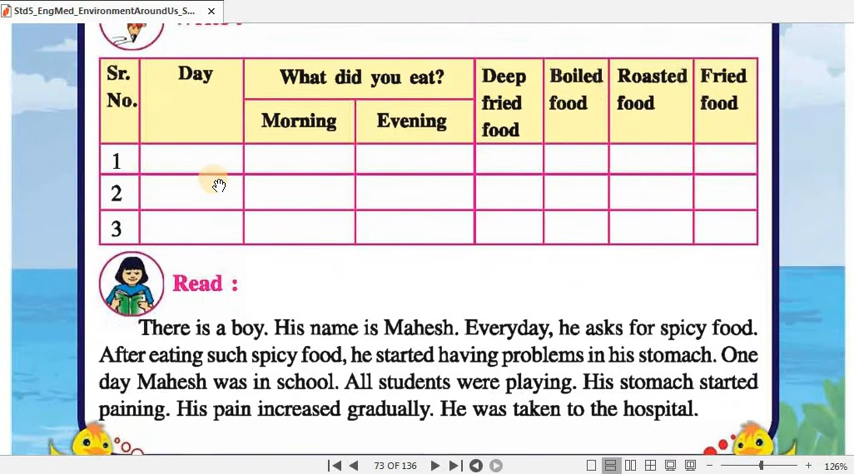 Std5_EngMed_EnvironmentAroundUs_S...
Sr. No.
Day
What did you eat?
Morning
Evening
Deep fried food
Boiled food
Roasted food
Fried food
1
2
3
Read :
There is a boy. His name is Mahesh. Everyday, he asks for spicy food.
After eating such spicy food, he started having problems in his stomach. One
day Mahesh was in school. All students were playing. His stomach started
paining. His pain increased gradually. He was taken to the hospital.
73 OF 136
126%